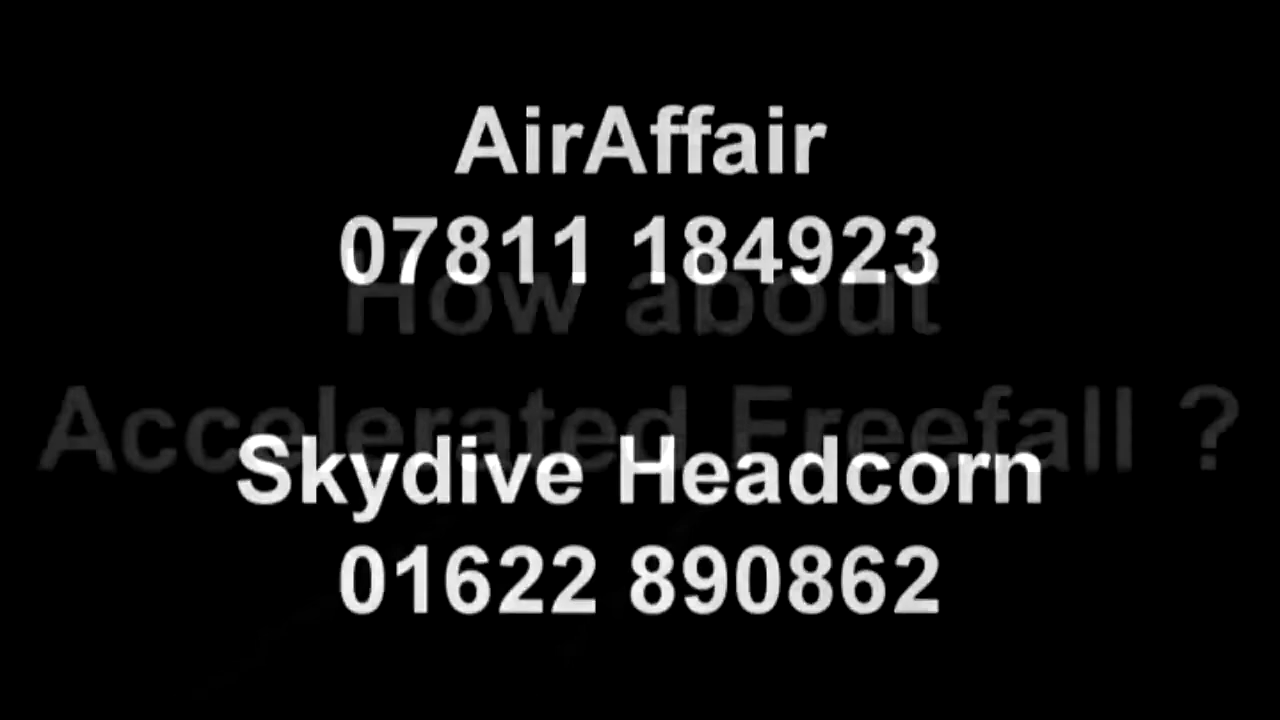 AirAffair
07811 184923
How about
Accelerated Freefall ?
Skydive Headcorn
01622 890862